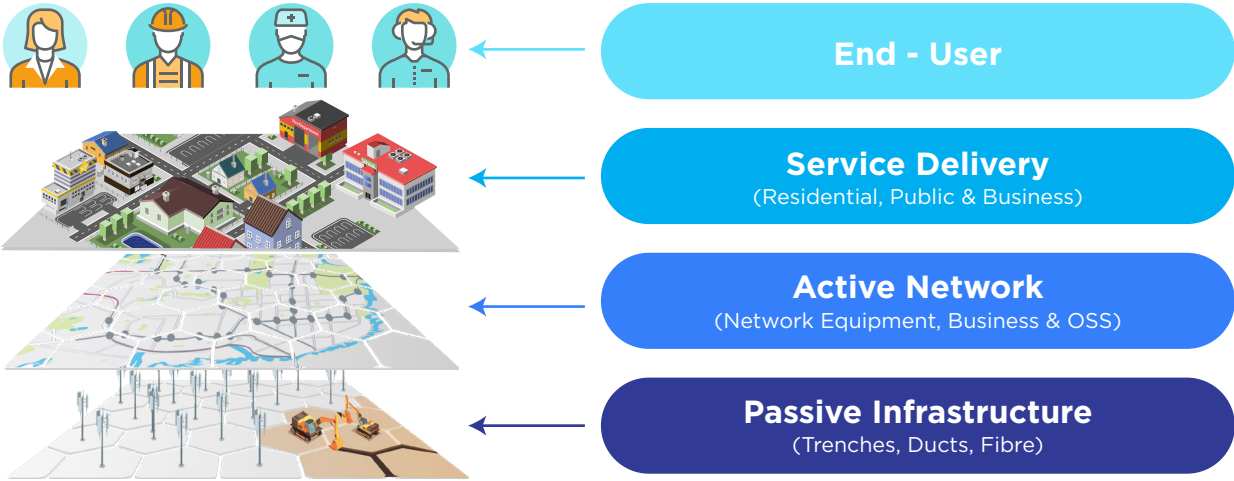 End - User
Service Delivery
(Residential, Public & Business)
Active Network
(Network Equipment, Business & OSS)
Passive Infrastructure
(Trenches, Ducts, Fibre)